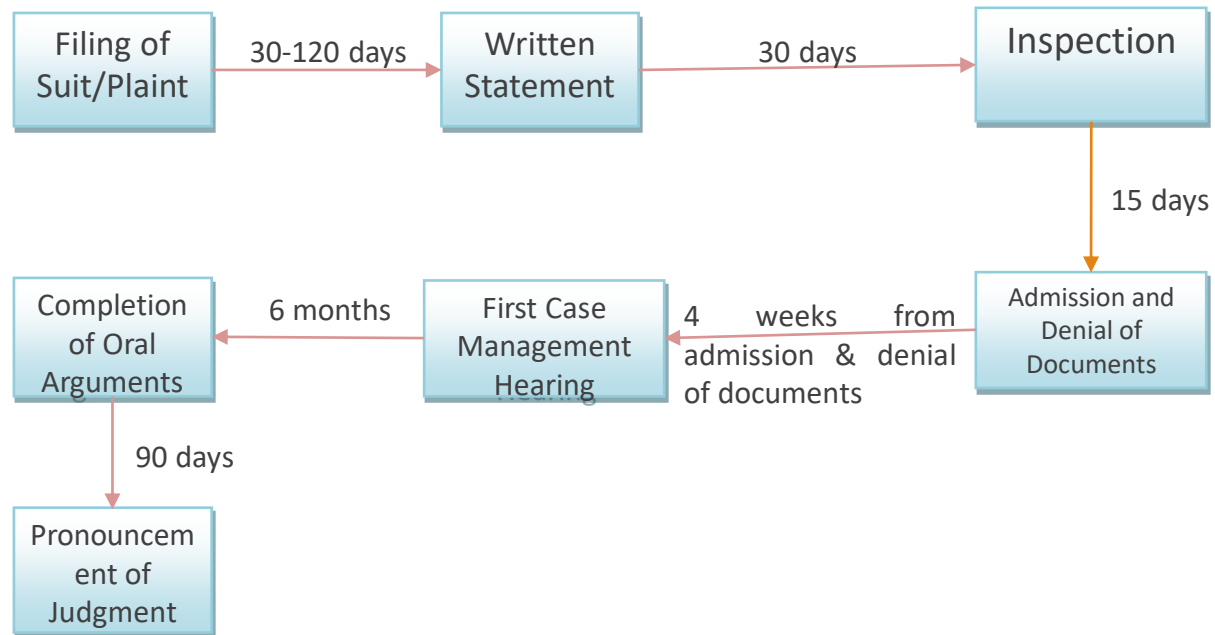 Filing of
Suit/Plaint
30-120 days
Written
Statement
30 days
Inspection
15 days
Admission and
Denial of
Documents
4 weeks from
admission & denial
of documents
First Case
Management
Hearing
6 months
Completion
of Oral
Arguments
90 days
Pronouncem
ent of
Judgment